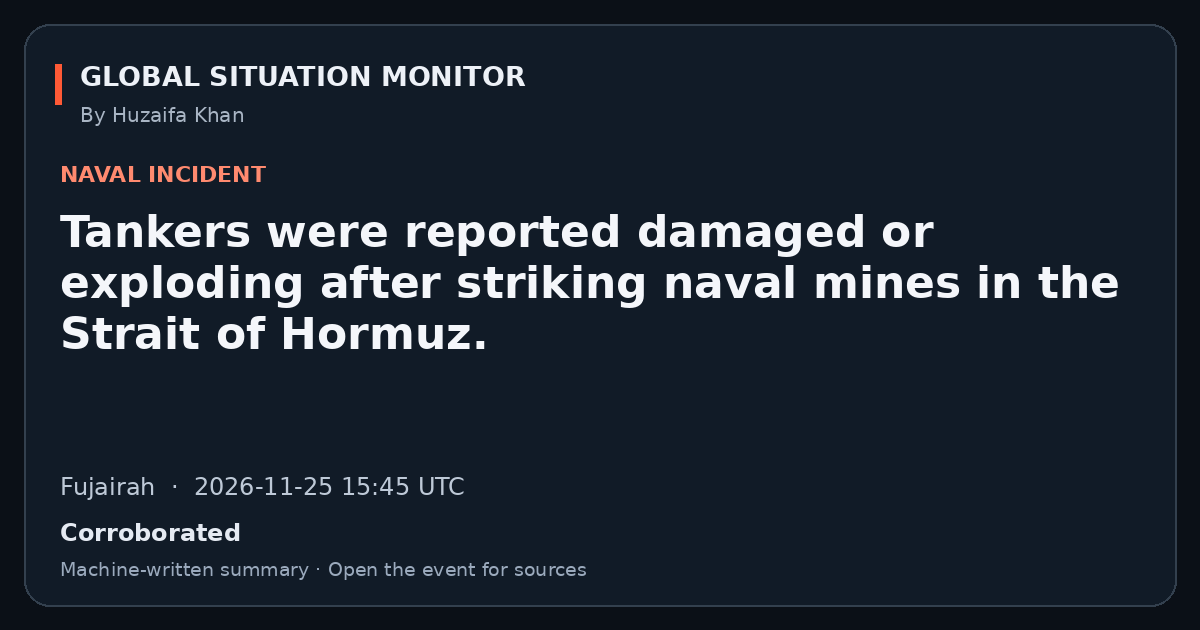 GLOBAL SITUATION MONITOR
By Huzaifa Khan
NAVAL INCIDENT
Tankers were reported damaged or
exploding after striking naval mines in the
Strait of Hormuz.
Fujairah · 2026-11-25 15:45 UTC
Corroborated
Machine-written summary · Open the event for sources